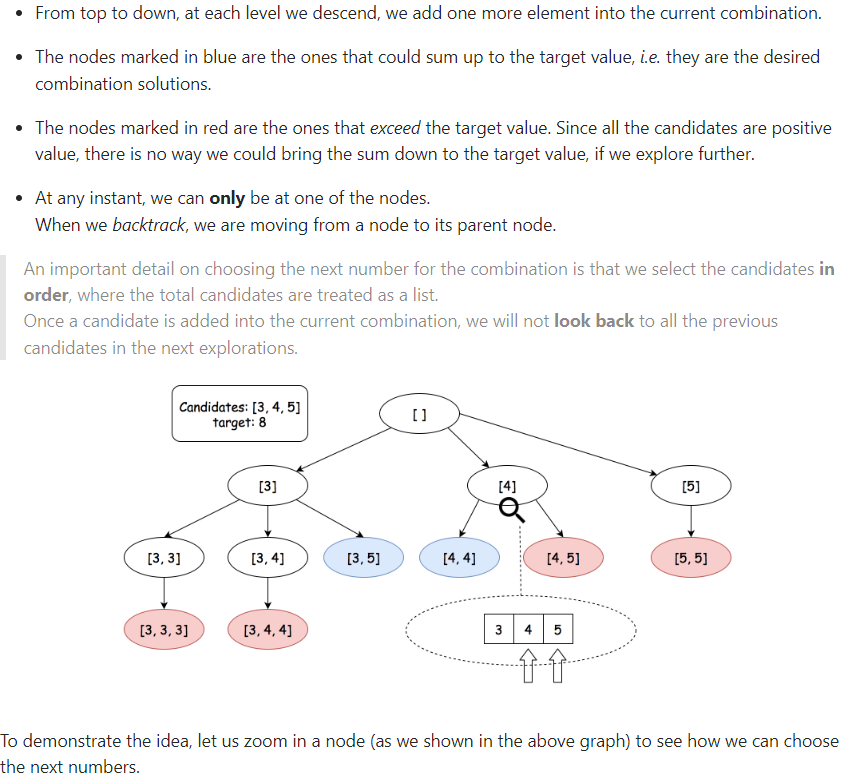 From top to down, at each level we descend, we add one more element into the current combination.
The nodes marked in blue are the ones that could sum up to the target value, i.e. they are the desired
combination solutions.
The nodes marked in red are the ones that exceed the target value. Since all the candidates are positive
value, there is no way we could bring the sum down to the target value, if we explore further.
At any instant, we can only be at one of the nodes.
When we backtrack, we are moving from a node to its parent node.
An important detail on choosing the next number for the combination is that we select the candidates in
order, where the total candidates are treated as a list.
Once a candidate is added into the current combination, we will not look back to all the previous
candidates in the next explorations.
Candidates: [3, 4, 5]
target: 8
[ ]
[3]
[4]
[5]
[3, 3]
[3, 4]
[3, 5]
[4, 4]
[4, 5]
[5, 5]
[3, 3, 3]
[3, 4, 4]
3 4 5
To demonstrate the idea, let us zoom in a node (as we shown in the above graph) to see how we can choose
the next numbers.